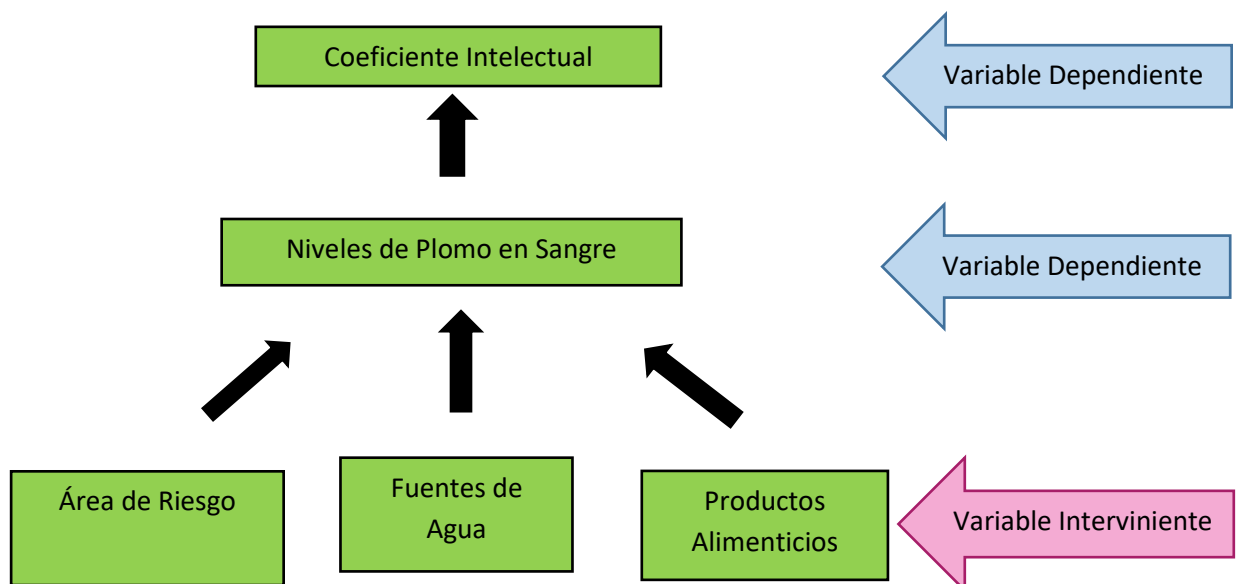 Coeficiente Intelectual
Variable Dependiente
Niveles de Plomo en Sangre
Variable Dependiente
Área de Riesgo
Fuentes de
Agua
Productos
Alimenticios
Variable Interviniente